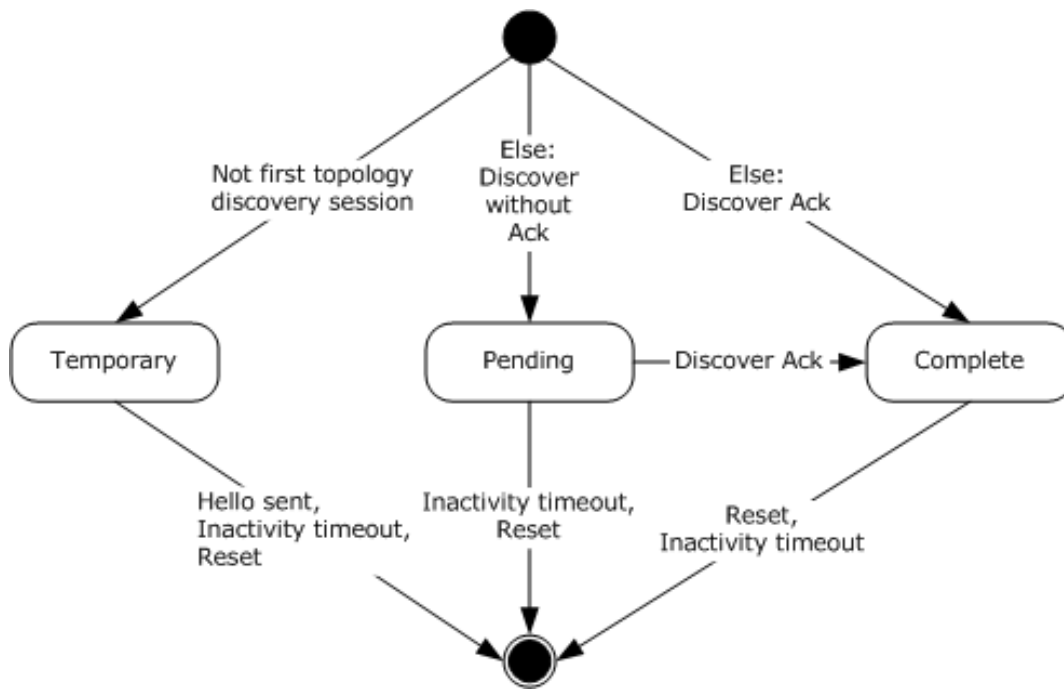 Not first topology
discovery session
Else:
Discover
without
Ack
Else:
Discover Ack
Temporary
Pending
Discover Ack
Complete
Hello sent,
Inactivity timeout,
Reset
Inactivity timeout,
Reset
Reset,
Inactivity timeout